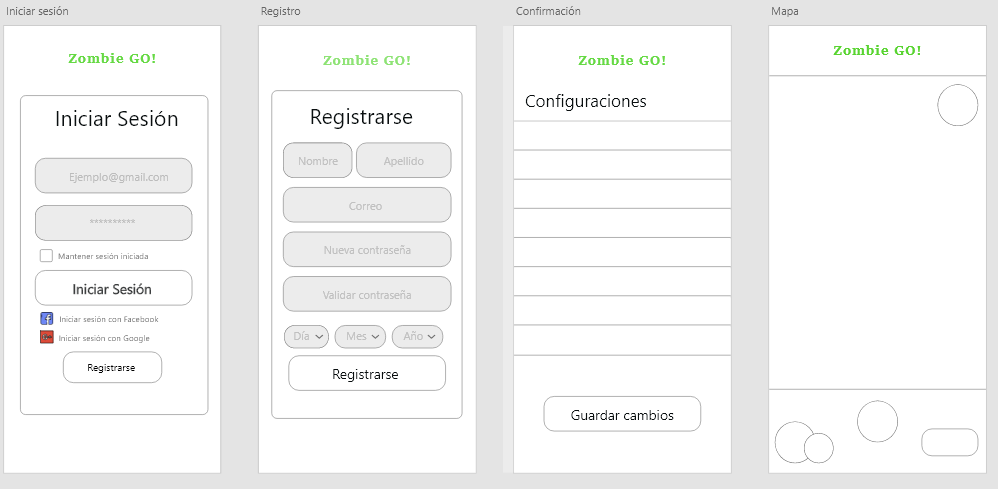 Iniciar sesión
Zombie GO!
Iniciar Sesión
Ejemplo@gmail.com
**********
Mantener sesión iniciada
Iniciar Sesión
Iniciar sesión con Facebook
Iniciar sesión con Google
Registrarse
Registro
Zombie GO!
Registrarse
Nombre Apellido
Correo
Nueva contraseña
Validar contraseña
Día Mes Año
Registrarse
Confirmación
Zombie GO!
Configuraciones
Guardar cambios
Mapa
Zombie GO!